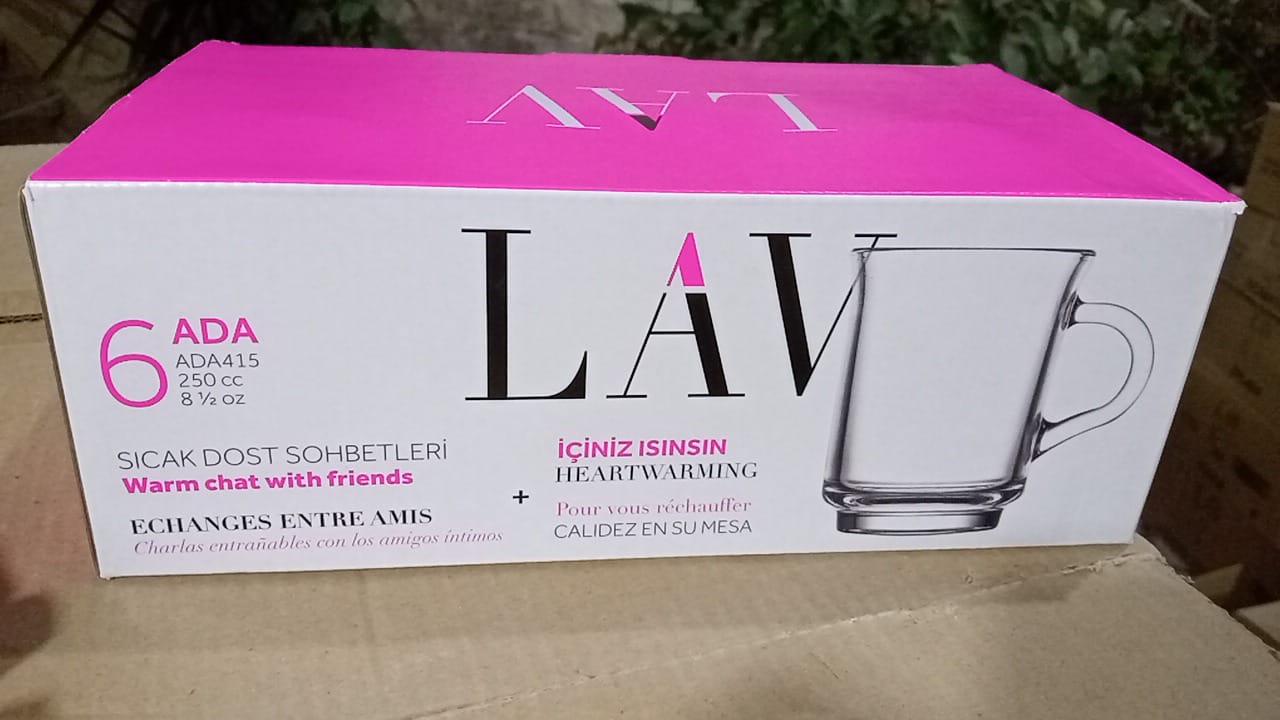 LAV
LAV
6
ADA
ADA415
250 cc
8 ½ oz
SICAK DOST SOHBETLERİ
Warm chat with friends
ECHANGES ENTRE AMIS
Charlas entrañables con los amigos íntimos
+
İÇİNİZ ISINSIN
HEARTWARMING
Pour vous réchauffer
CALIDEZ EN SU MESA